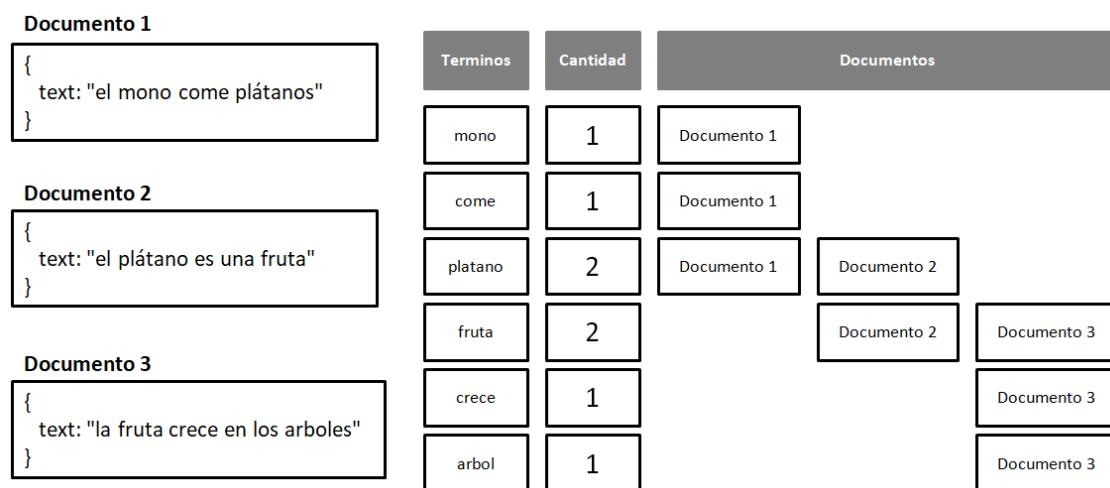 Documento 1
{
text: "el mono come plátanos"
}
Documento 2
{
text: "el plátano es una fruta"
}
Documento 3
{
text: "la fruta crece en los arboles"
}
Terminos Cantidad Documentos
mono 1 Documento 1
come 1 Documento 1
platano 2 Documento 1 Documento 2
fruta 2 Documento 2 Documento 3
crece 1 Documento 3
arbol 1 Documento 3